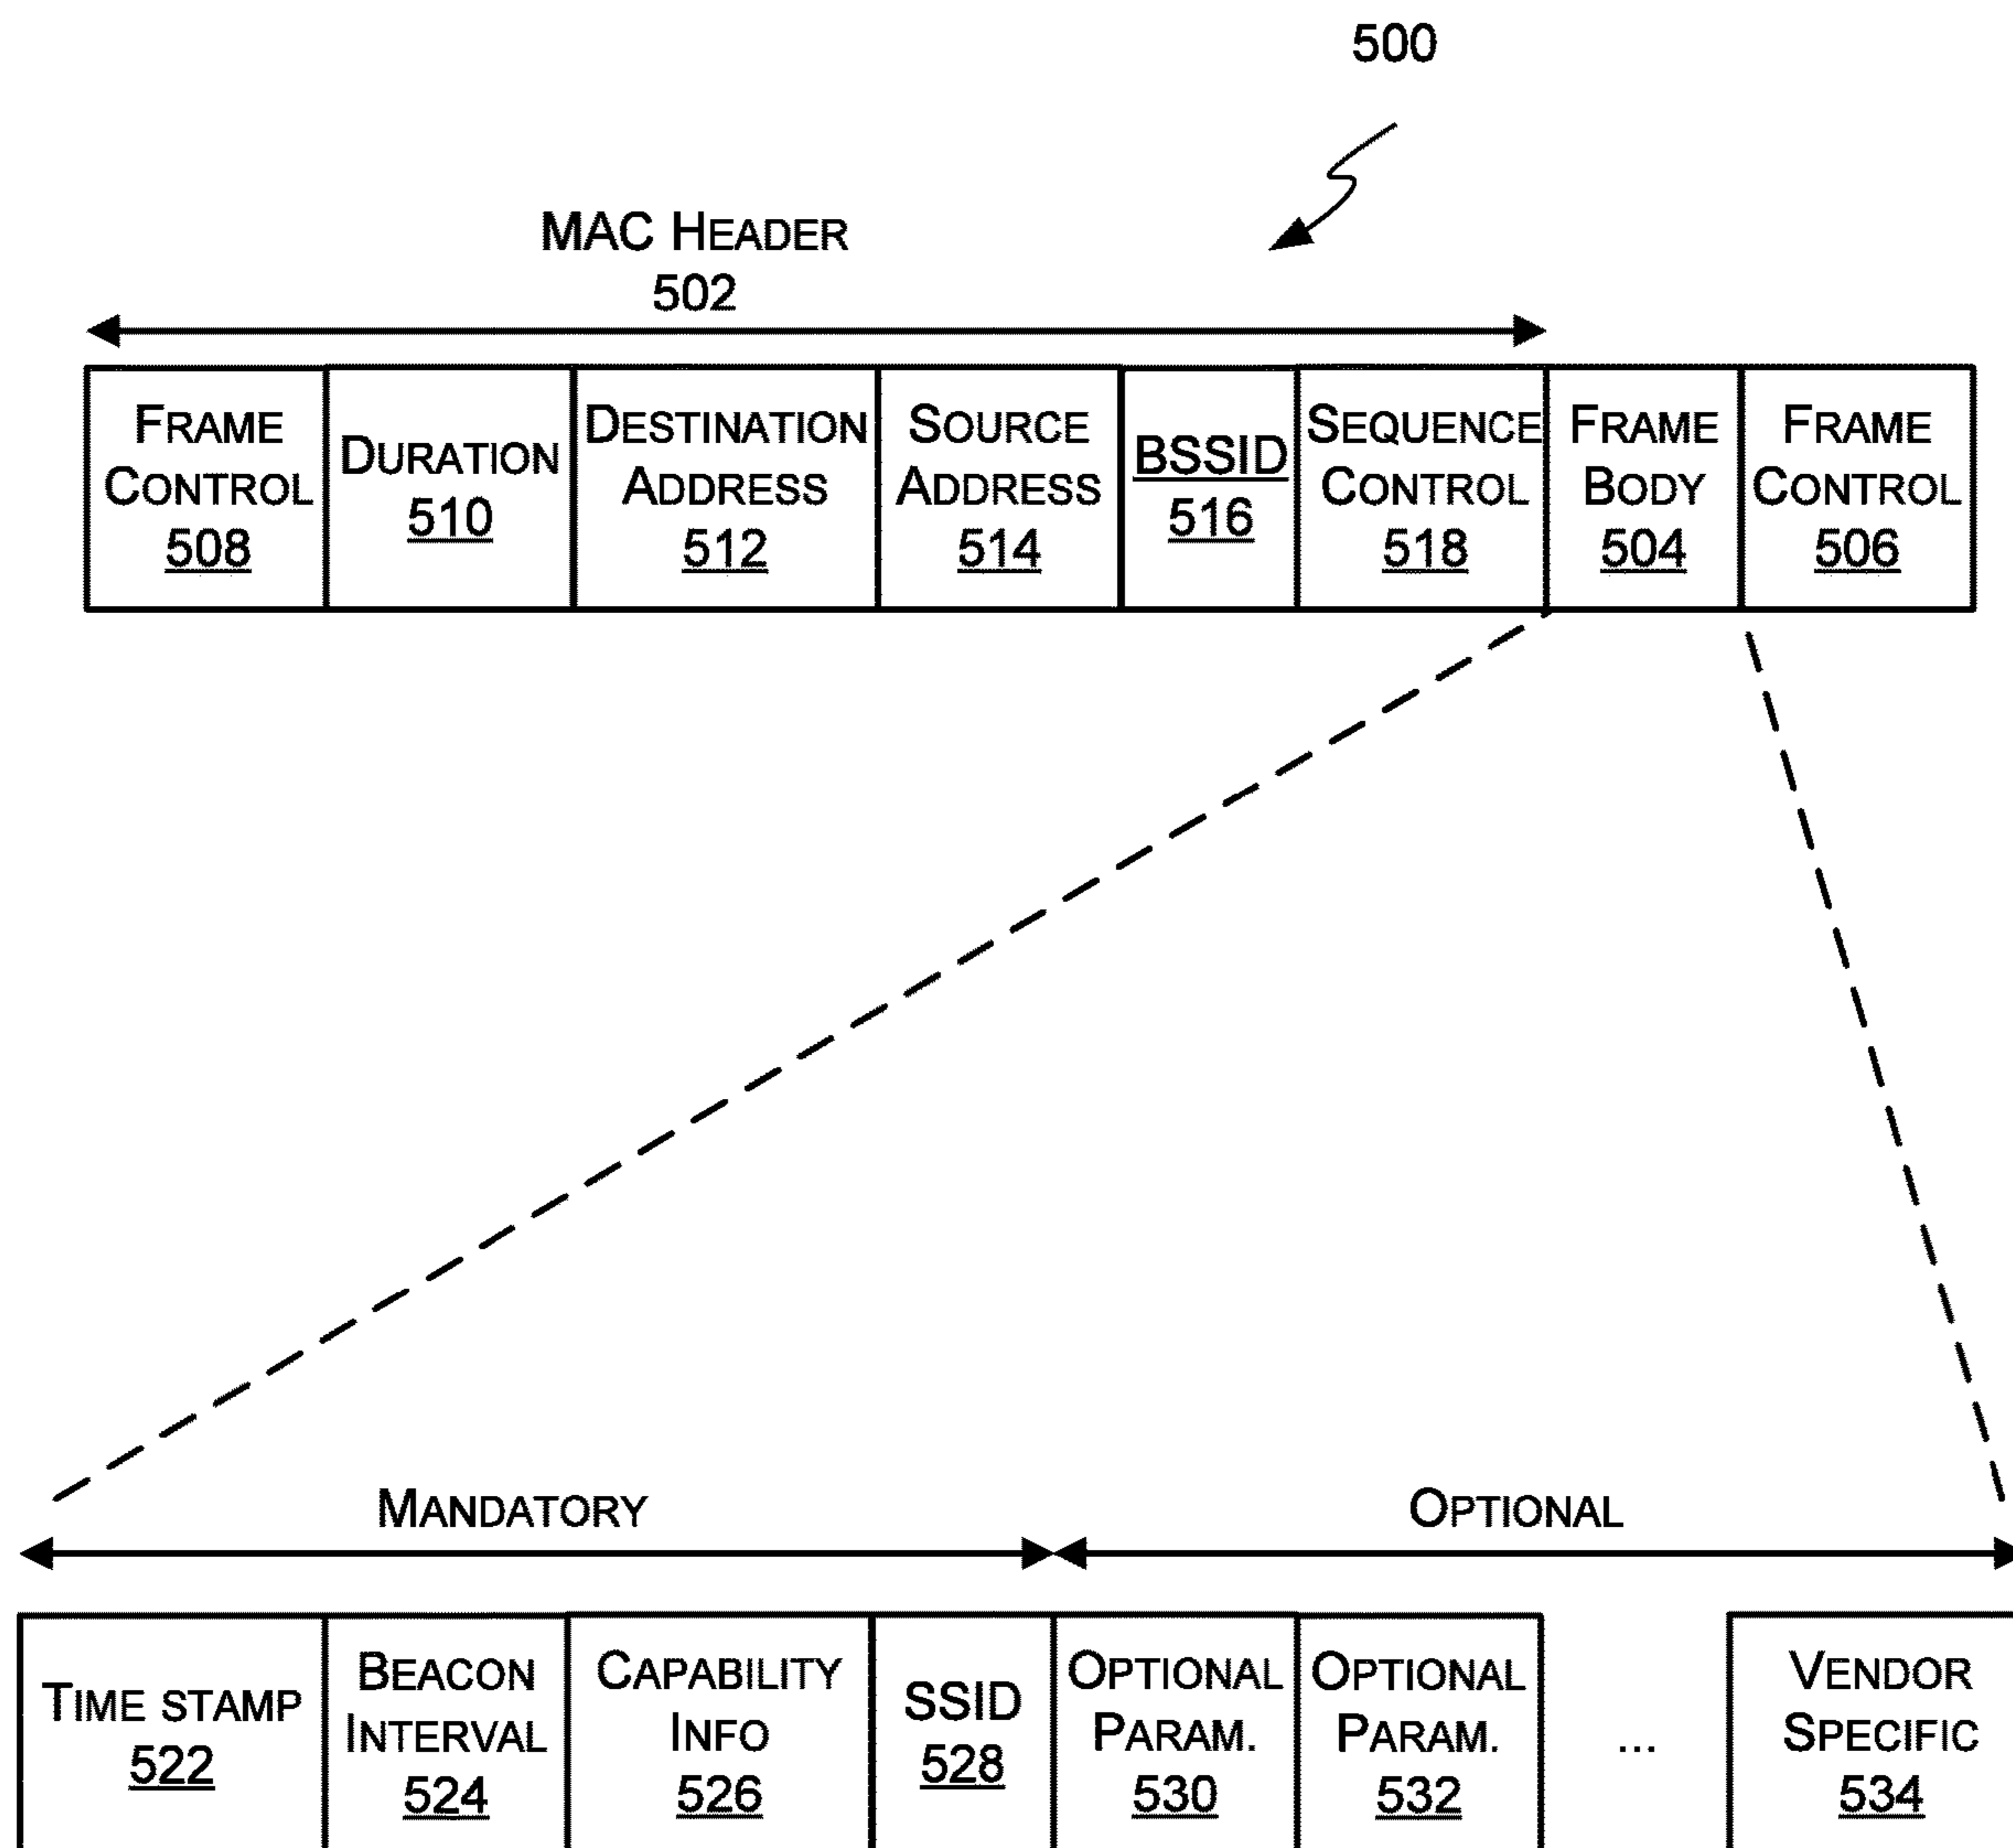 500
MAC HEADER
502
FRAME CONTROL 508
DURATION 510
DESTINATION ADDRESS 512
SOURCE ADDRESS 514
BSSID 516
SEQUENCE CONTROL 518
FRAME BODY 504
FRAME CONTROL 506
MANDATORY
OPTIONAL
TIME STAMP 522
BEACON INTERVAL 524
CAPABILITY INFO 526
SSID 528
OPTIONAL PARAM. 530
OPTIONAL PARAM. 532
...
VENDOR SPECIFIC 534